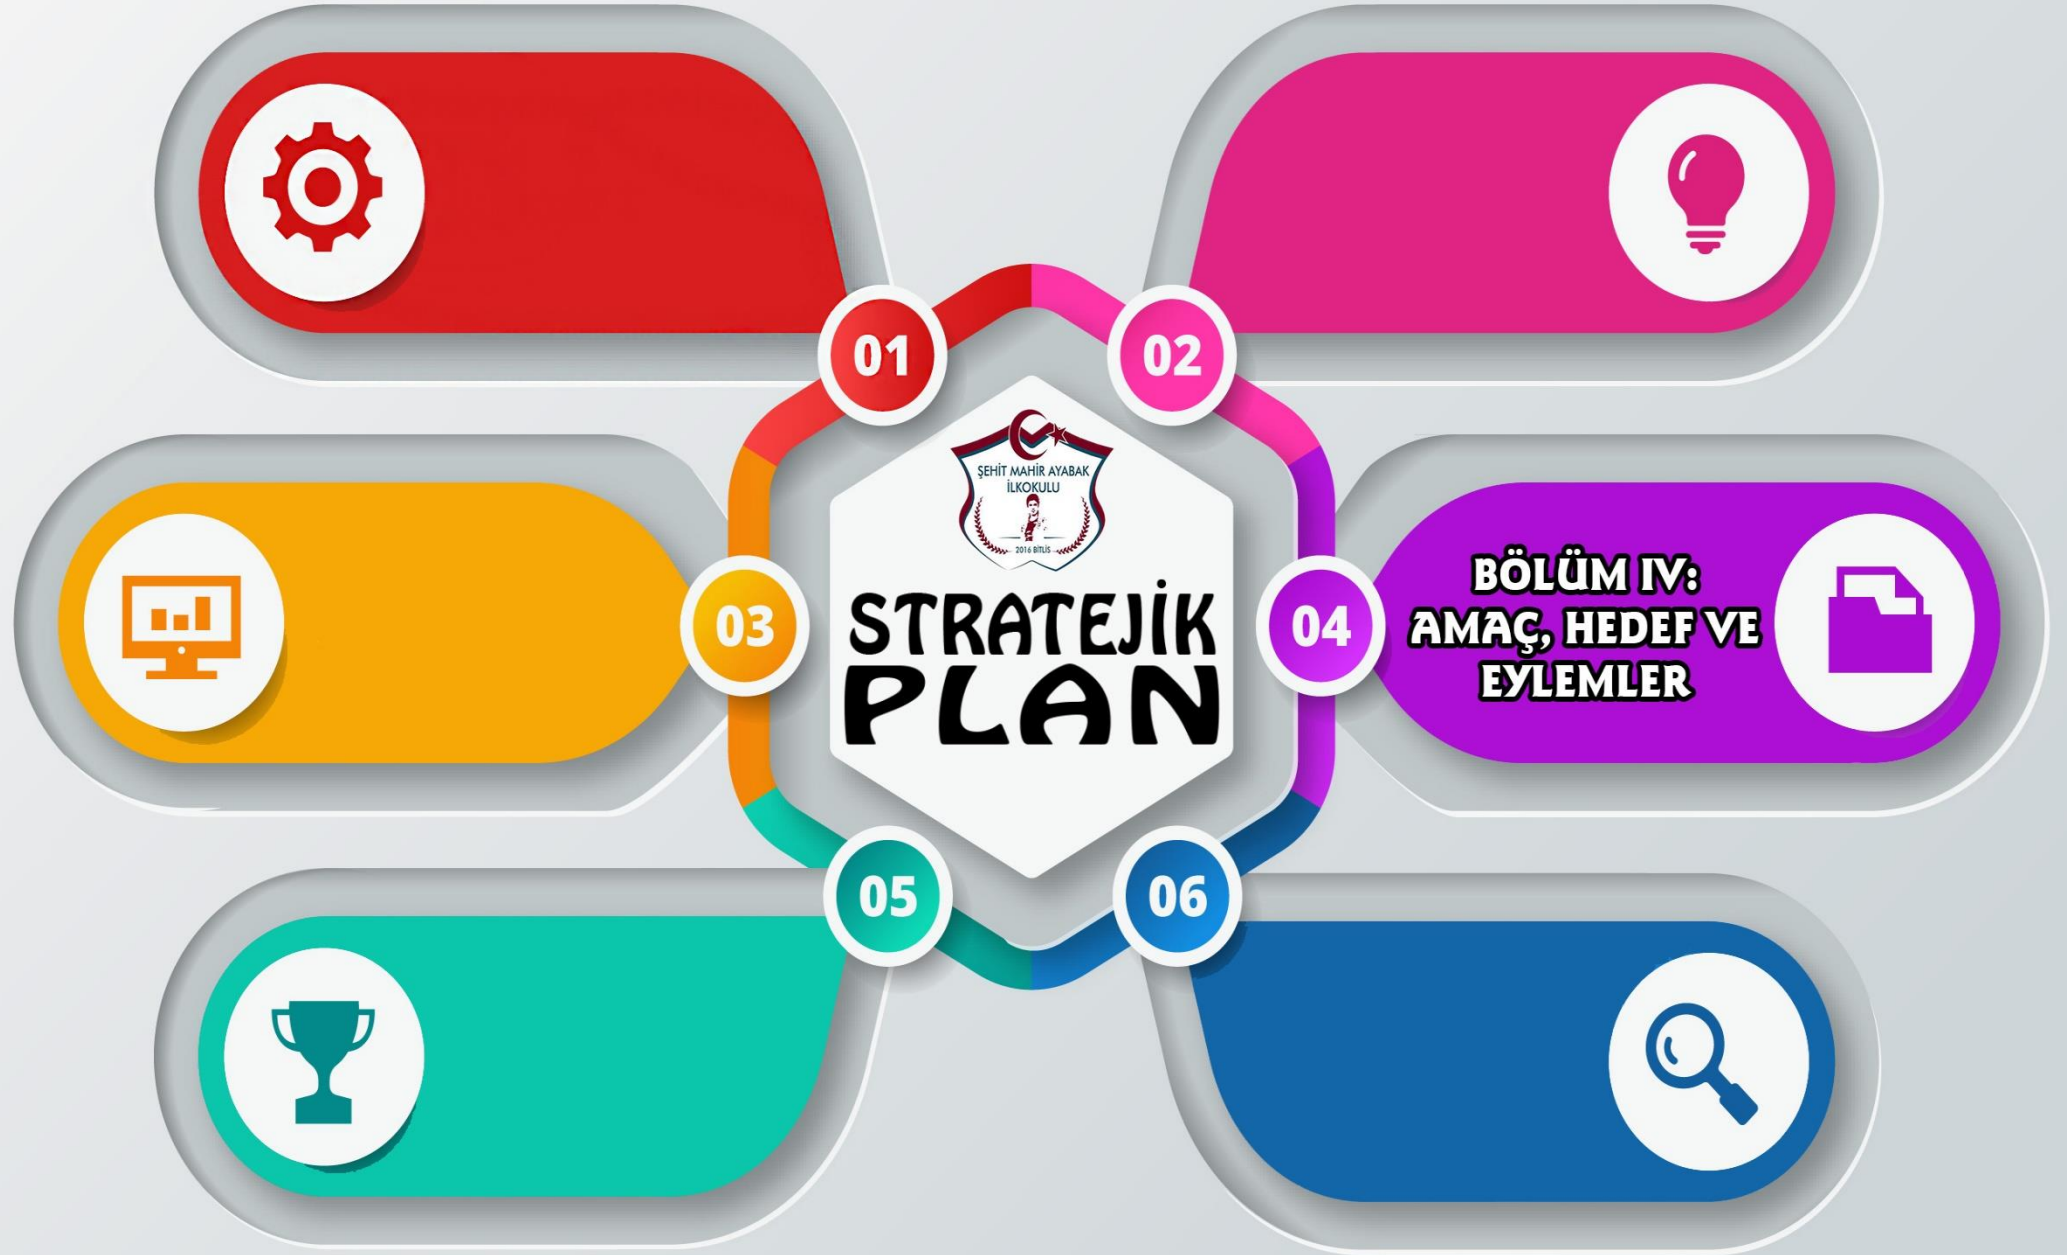 01
02
ŞEHİT MAHİR AYABAK
İLKOKULU
2016 BİTLİS
STRATEJİK
PLAN
03
04
BÖLÜM IV:
AMAÇ, HEDEF VE
EYLEMLER
05
06